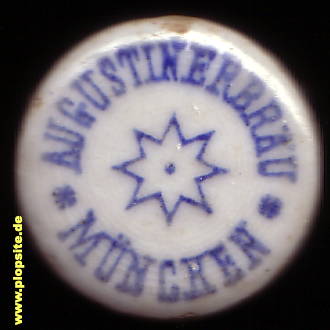 AUGUSTINERBRÄU
* MÜNCHEN *
www.plopsite.de